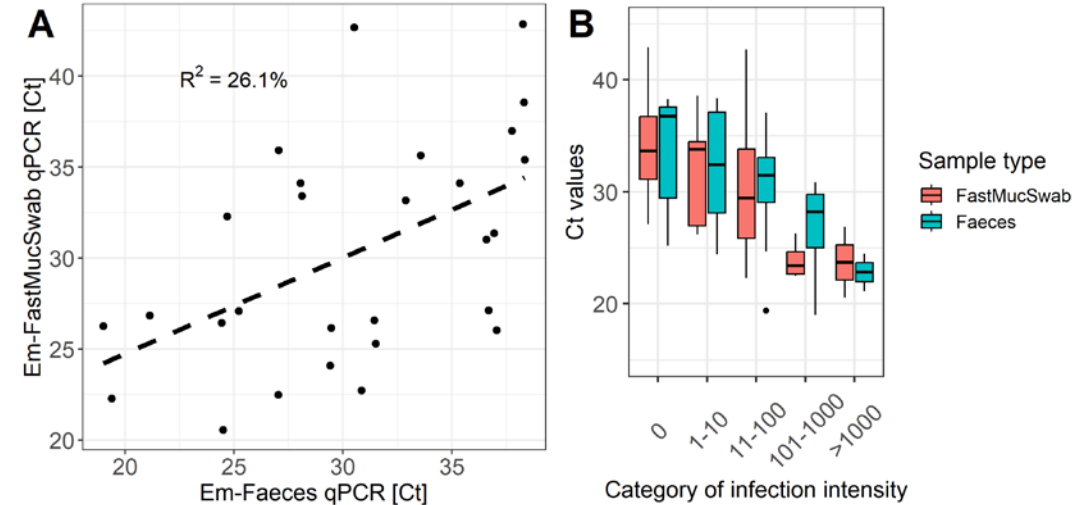 A
R² = 26.1%
40
35
30
25
20
Em-FastMucSwab qPCR [Ct]
20
25
30
35
Em-Faeces qPCR [Ct]
B
40
30
20
Ct values
0
1-10
11-100
101-1000
>1000
Category of infection intensity
Sample type
FastMucSwab
Faeces